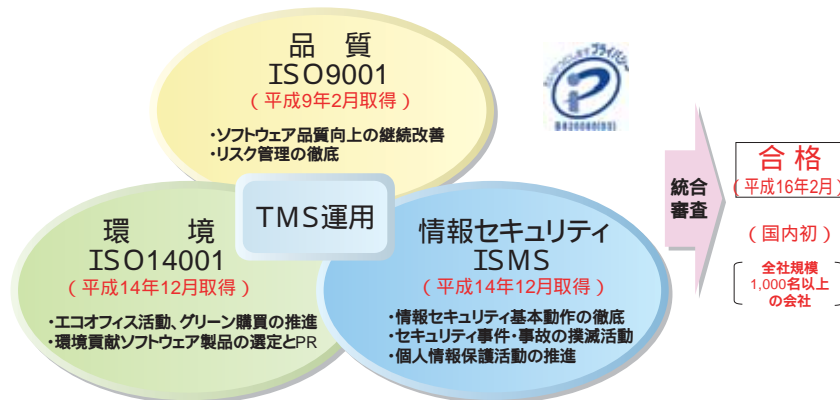 品　質
ISO9001
(平成9年2月取得)
・ソフトウェア品質向上の継続改善
・リスク管理の徹底
プライバシー
TMS運用
環　　境
ISO14001
(平成14年12月取得)
・エコオフィス活動、グリーン購買の推進
・環境貢献ソフトウェア製品の選定とPR
情報セキュリティ
ISMS
(平成14年12月取得)
・情報セキュリティ基本動作の徹底
・セキュリティ事件・事故の撲滅活動
・個人情報保護活動の推進
統合
審査
合 格
(平成16年2月)
(国内初)
全社規模
1,000名以上
の会社